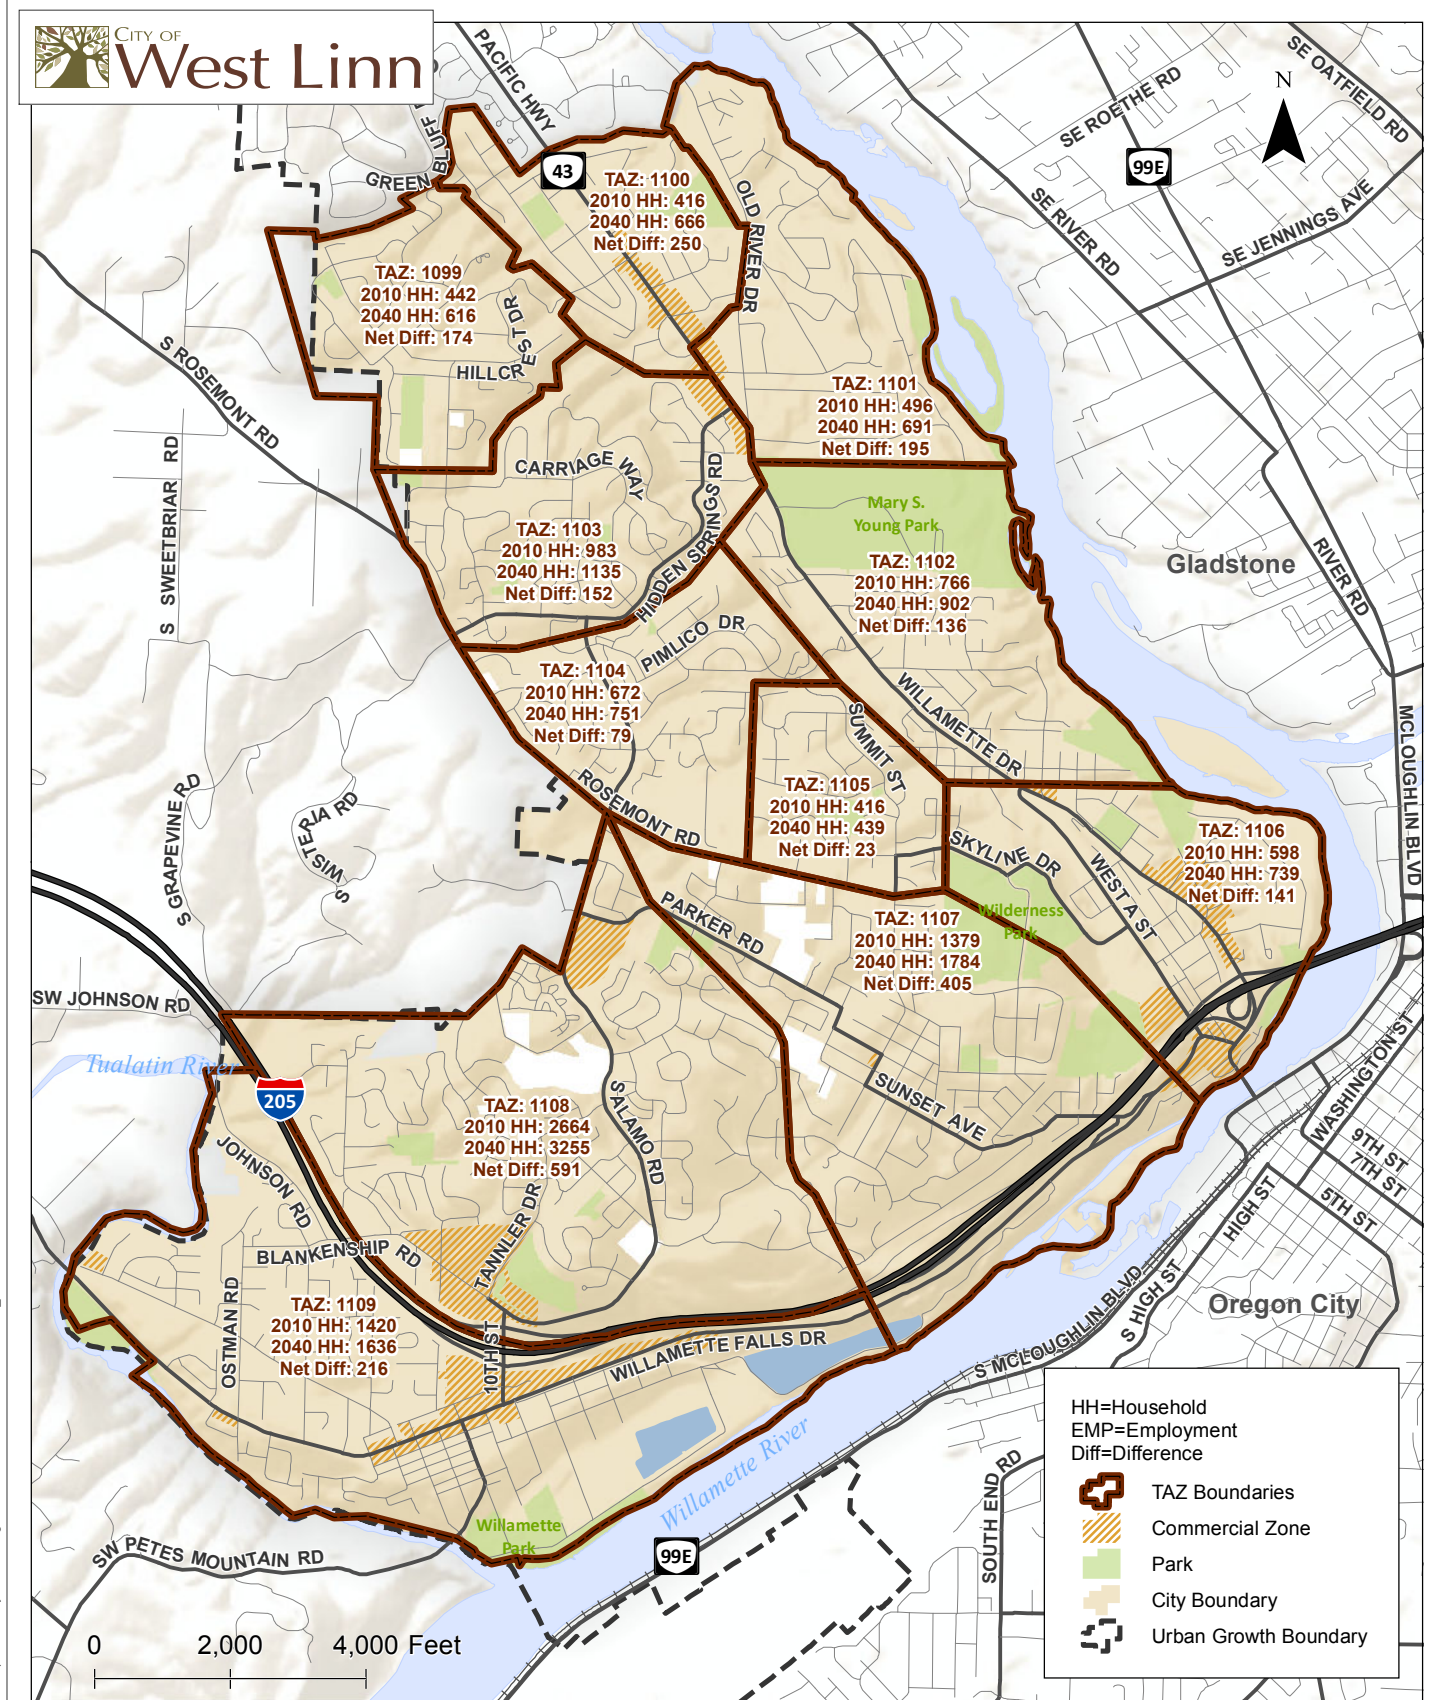 CITY OF
West Linn
PACIFIC HWY
SE OATFIELD RD
SE ROETHE RD
N
99E
43
GREEN BLUFF
SE RIVER RD
SE JENNINGS AVE
OLD RIVER DR
TAZ: 1100
2010 HH: 416
2040 HH: 666
Net Diff: 250
TAZ: 1099
2010 HH: 442
2040 HH: 616
Net Diff: 174
HILLCREST DR
S ROSEMONT RD
TAZ: 1101
2010 HH: 496
2040 HH: 691
Net Diff: 195
S SWEETBRIAR RD
CARRIAGE WAY
HIDDEN SPRINGS RD
Mary S.
Young Park
TAZ: 1103
2010 HH: 983
2040 HH: 1135
Net Diff: 152
TAZ: 1102
2010 HH: 766
2040 HH: 902
Net Diff: 136
Gladstone
RIVER RD
PIMLICO DR
TAZ: 1104
2010 HH: 672
2040 HH: 751
Net Diff: 79
WILLAMETTE DR
SUMMIT ST
MCLOUGHLIN BLVD
S GRAPEVINE RD
S WISTERIA RD
ROSEMONT RD
TAZ: 1105
2010 HH: 416
2040 HH: 439
Net Diff: 23
SKYLINE DR
WEST A ST
TAZ: 1106
2010 HH: 598
2040 HH: 739
Net Diff: 141
PARKER RD
Wilderness
Park
TAZ: 1107
2010 HH: 1379
2040 HH: 1784
Net Diff: 405
SW JOHNSON RD
Tualatin River
205
TAZ: 1108
2010 HH: 2664
2040 HH: 3255
Net Diff: 591
SALAMO RD
SUNSET AVE
WASHINGTON ST
9TH ST
7TH ST
5TH ST
HIGH ST
S HIGH ST
JOHNSON RD
BLANKENSHIP RD
TANNLER DR
OSTMAN RD
TAZ: 1109
2010 HH: 1420
2040 HH: 1636
Net Diff: 216
10TH ST
WILLAMETTE FALLS DR
S MCLOUGHLIN BLVD
Oregon City
Willamette River
Willamette
Park
99E
SW PETES MOUNTAIN RD
SOUTH END RD
HH=Household
EMP=Employment
Diff=Difference
TAZ Boundaries
Commercial Zone
Park
City Boundary
Urban Growth Boundary
0 2,000 4,000 Feet